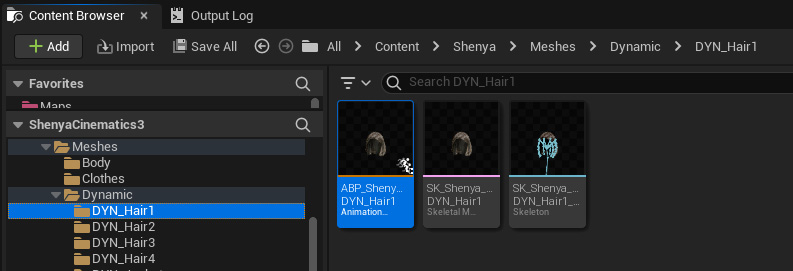 Content Browser × Output Log
+ Add Import Save All All > Content > Shenya > Meshes > Dynamic > DYN_Hair1
Favorites
Maps
Search DYN_Hair1
ShenyaCinematics3
Meshes
Body
Clothes
Dynamic
DYN_Hair1
DYN_Hair2
DYN_Hair3
DYN_Hair4
ABP_Sheny...
DYN_Hair1
Animation...
SK_Shenya_...
DYN_Hair1
Skeletal M...
SK_Shenya_...
DYN_Hair1_...
Skeleton